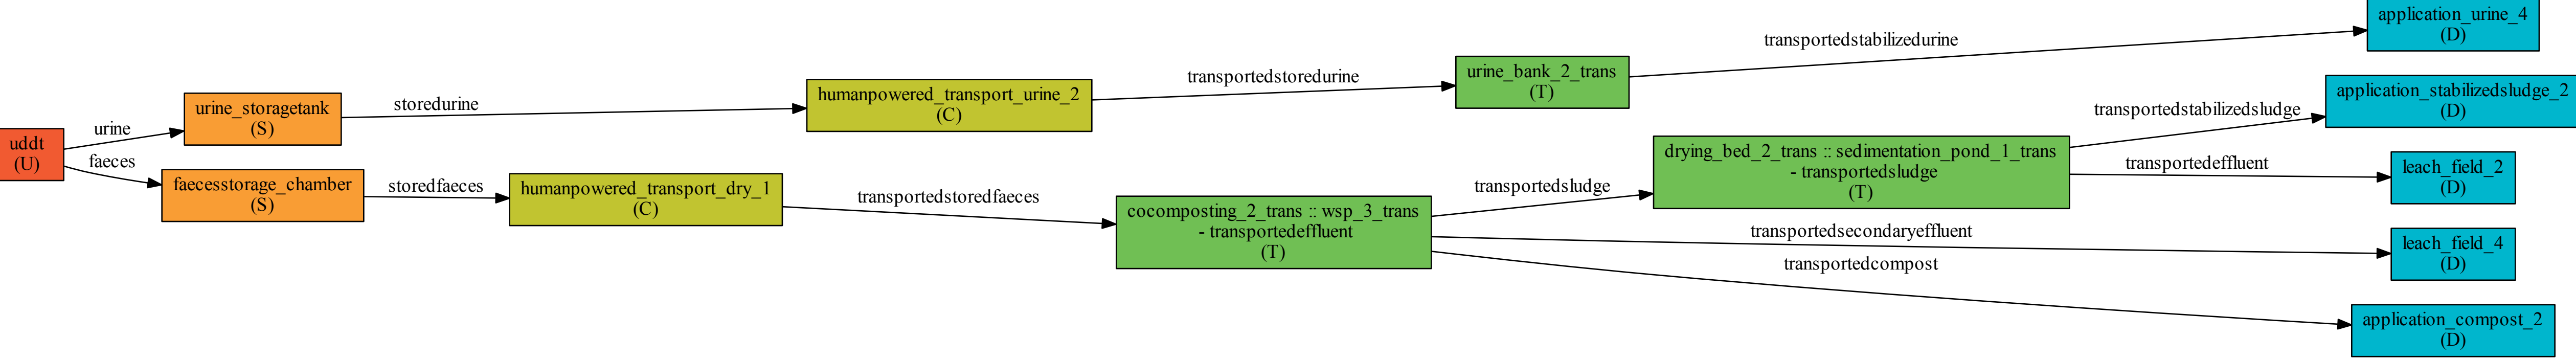 uddt
(U)
urine
faeces
urine_storagetank
(S)
faecesstorage_chamber
(S)
storedurine
storedfaeces
humanpowered_transport_urine_2
(C)
humanpowered_transport_dry_1
(C)
transportedstoredurine
transportedstoredfaeces
urine_bank_2_trans
(T)
cocomposting_2_trans :: wsp_3_trans
- transportedeffluent
(T)
transportedsludge
drying_bed_2_trans :: sedimentation_pond_1_trans
- transportedsludge
(T)
transportedstabilizedurine
transportedstabilizedsludge
transportedeffluent
transportedsecondaryeffluent
transportedcompost
application_urine_4
(D)
application_stabilizedsludge_2
(D)
leach_field_2
(D)
leach_field_4
(D)
application_compost_2
(D)